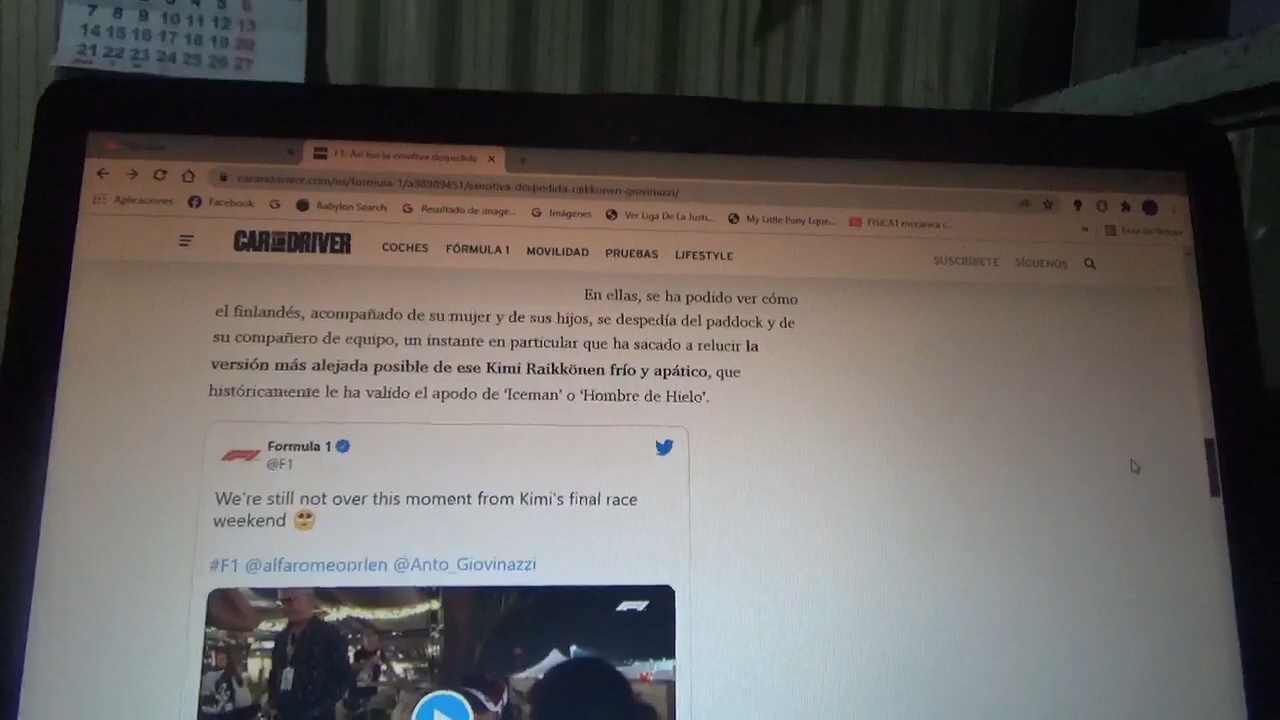 7 8 9 10 11 12 13
14 15 16 17 18 19 20
21 22 23 24 25 26 27
F1: Así fue la emotiva despedida
caranddriver.com/es/formula-1/a38989451/emotiva-despedida-raikkonen-giovinazzi/
Aplicaciones Facebook G Babylon Search Resultado de image... Imágenes Ver Liga De La Justi... My Little Pony Eque... FISICA1 mecánica c... »
CAR AND DRIVER COCHES FÓRMULA 1 MOVILIDAD PRUEBAS LIFESTYLE SUSCRÍBETE SÍGUENOS
En ellas, se ha podido ver cómo
el finlandés, acompañado de su mujer y de sus hijos, se despedía del paddock y de
su compañero de equipo, un instante en particular que ha sacado a relucir la
versión más alejada posible de ese Kimi Raikkönen frío y apático, que
históricamente le ha valido el apodo de ‘Iceman’ o ‘Hombre de Hielo’.
Formula 1
@F1
We're still not over this moment from Kimi's final race
weekend 🥺
#F1 @alfaromeoorlen @Anto_Giovinazzi